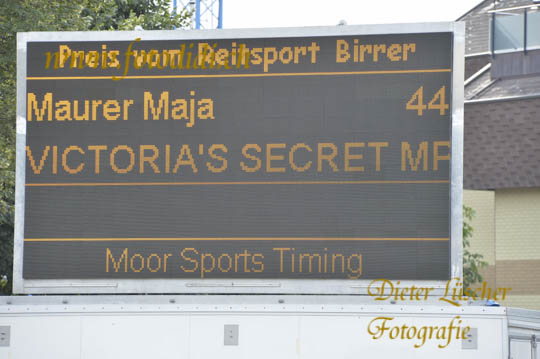 Preis vom Reitsport Birrer
Maurer Maja 44
VICTORIA'S SECRET MP
Moor Sports Timing
Dieter Lüscher
Fotografie